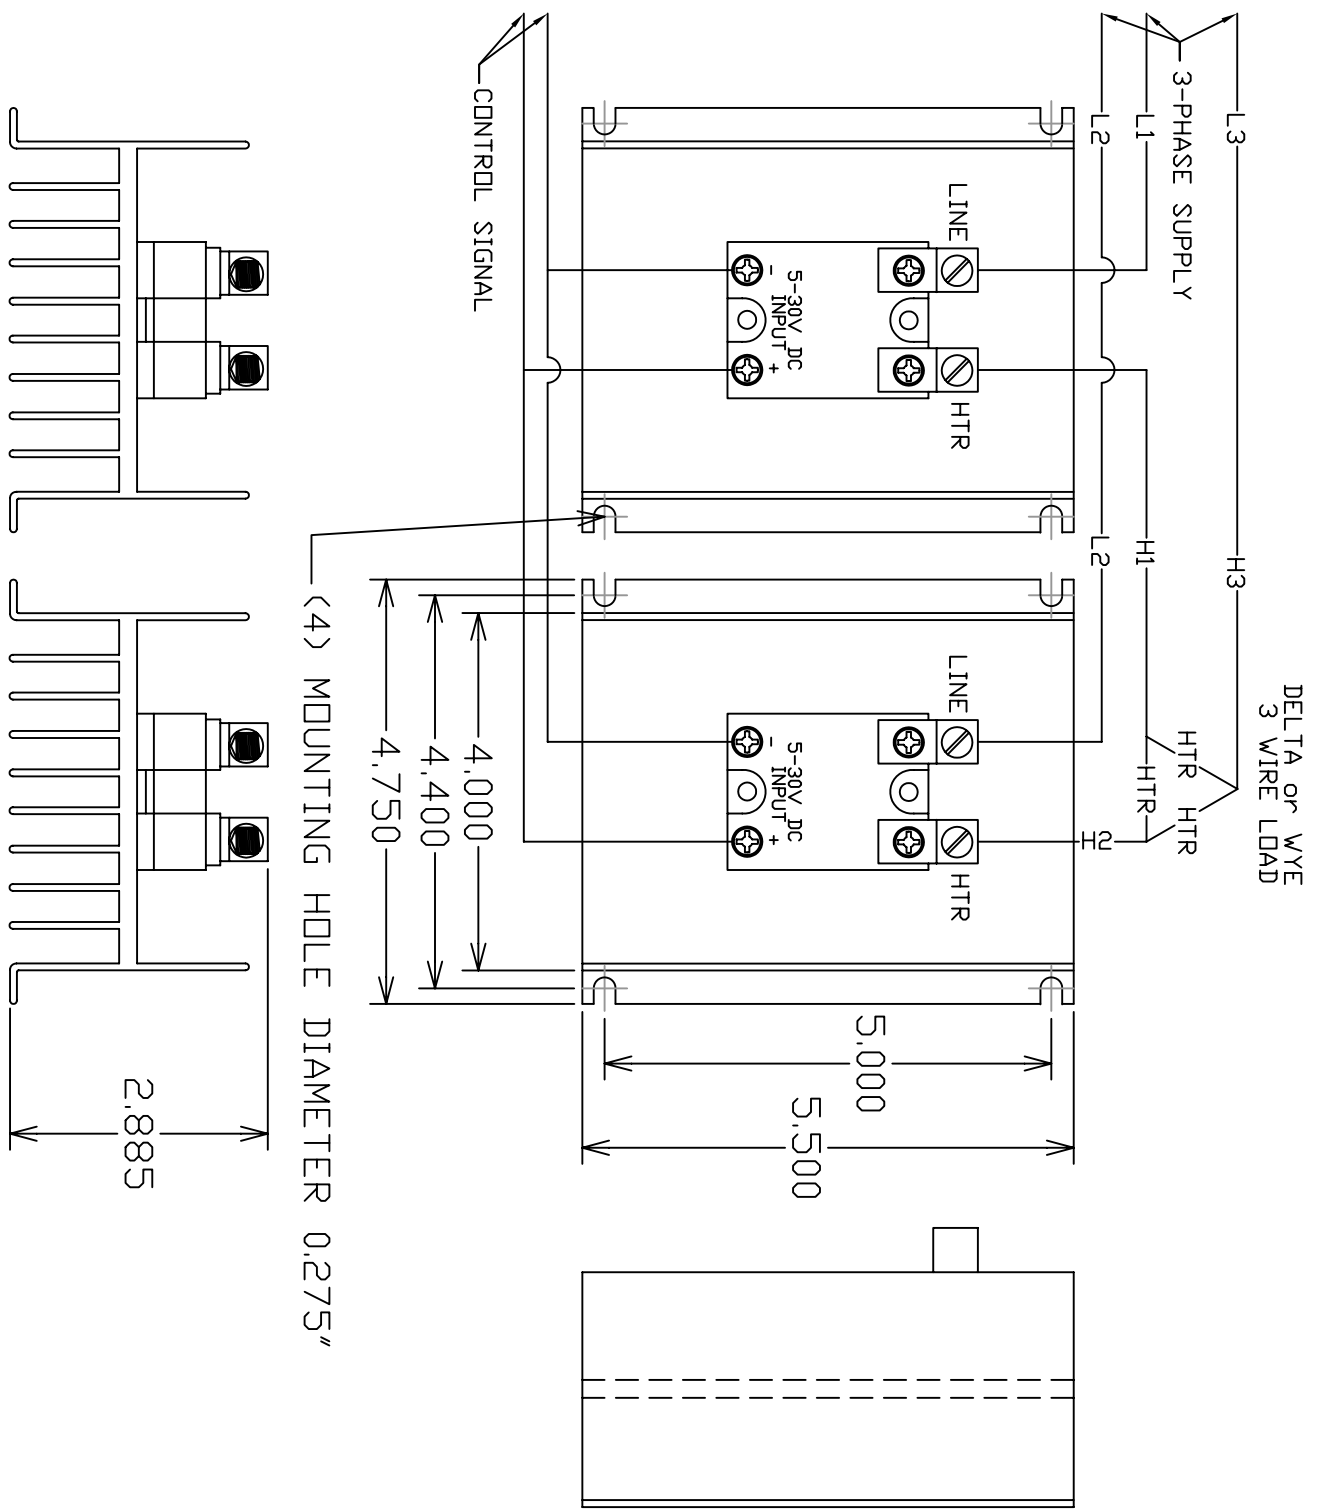 DELTA or WYE
3 WIRE LOAD
L3
H3
HTR
HTR
3-PHASE SUPPLY
L1
H1
HTR
L2
L2
H2
LINE
HTR
LINE
HTR
5-30V DC
INPUT
-
+
5-30V DC
INPUT
-
+
CONTROL SIGNAL
5.000
5.500
4.000
4.400
4.750
(4) MOUNTING HOLE DIAMETER 0.275"
2.885